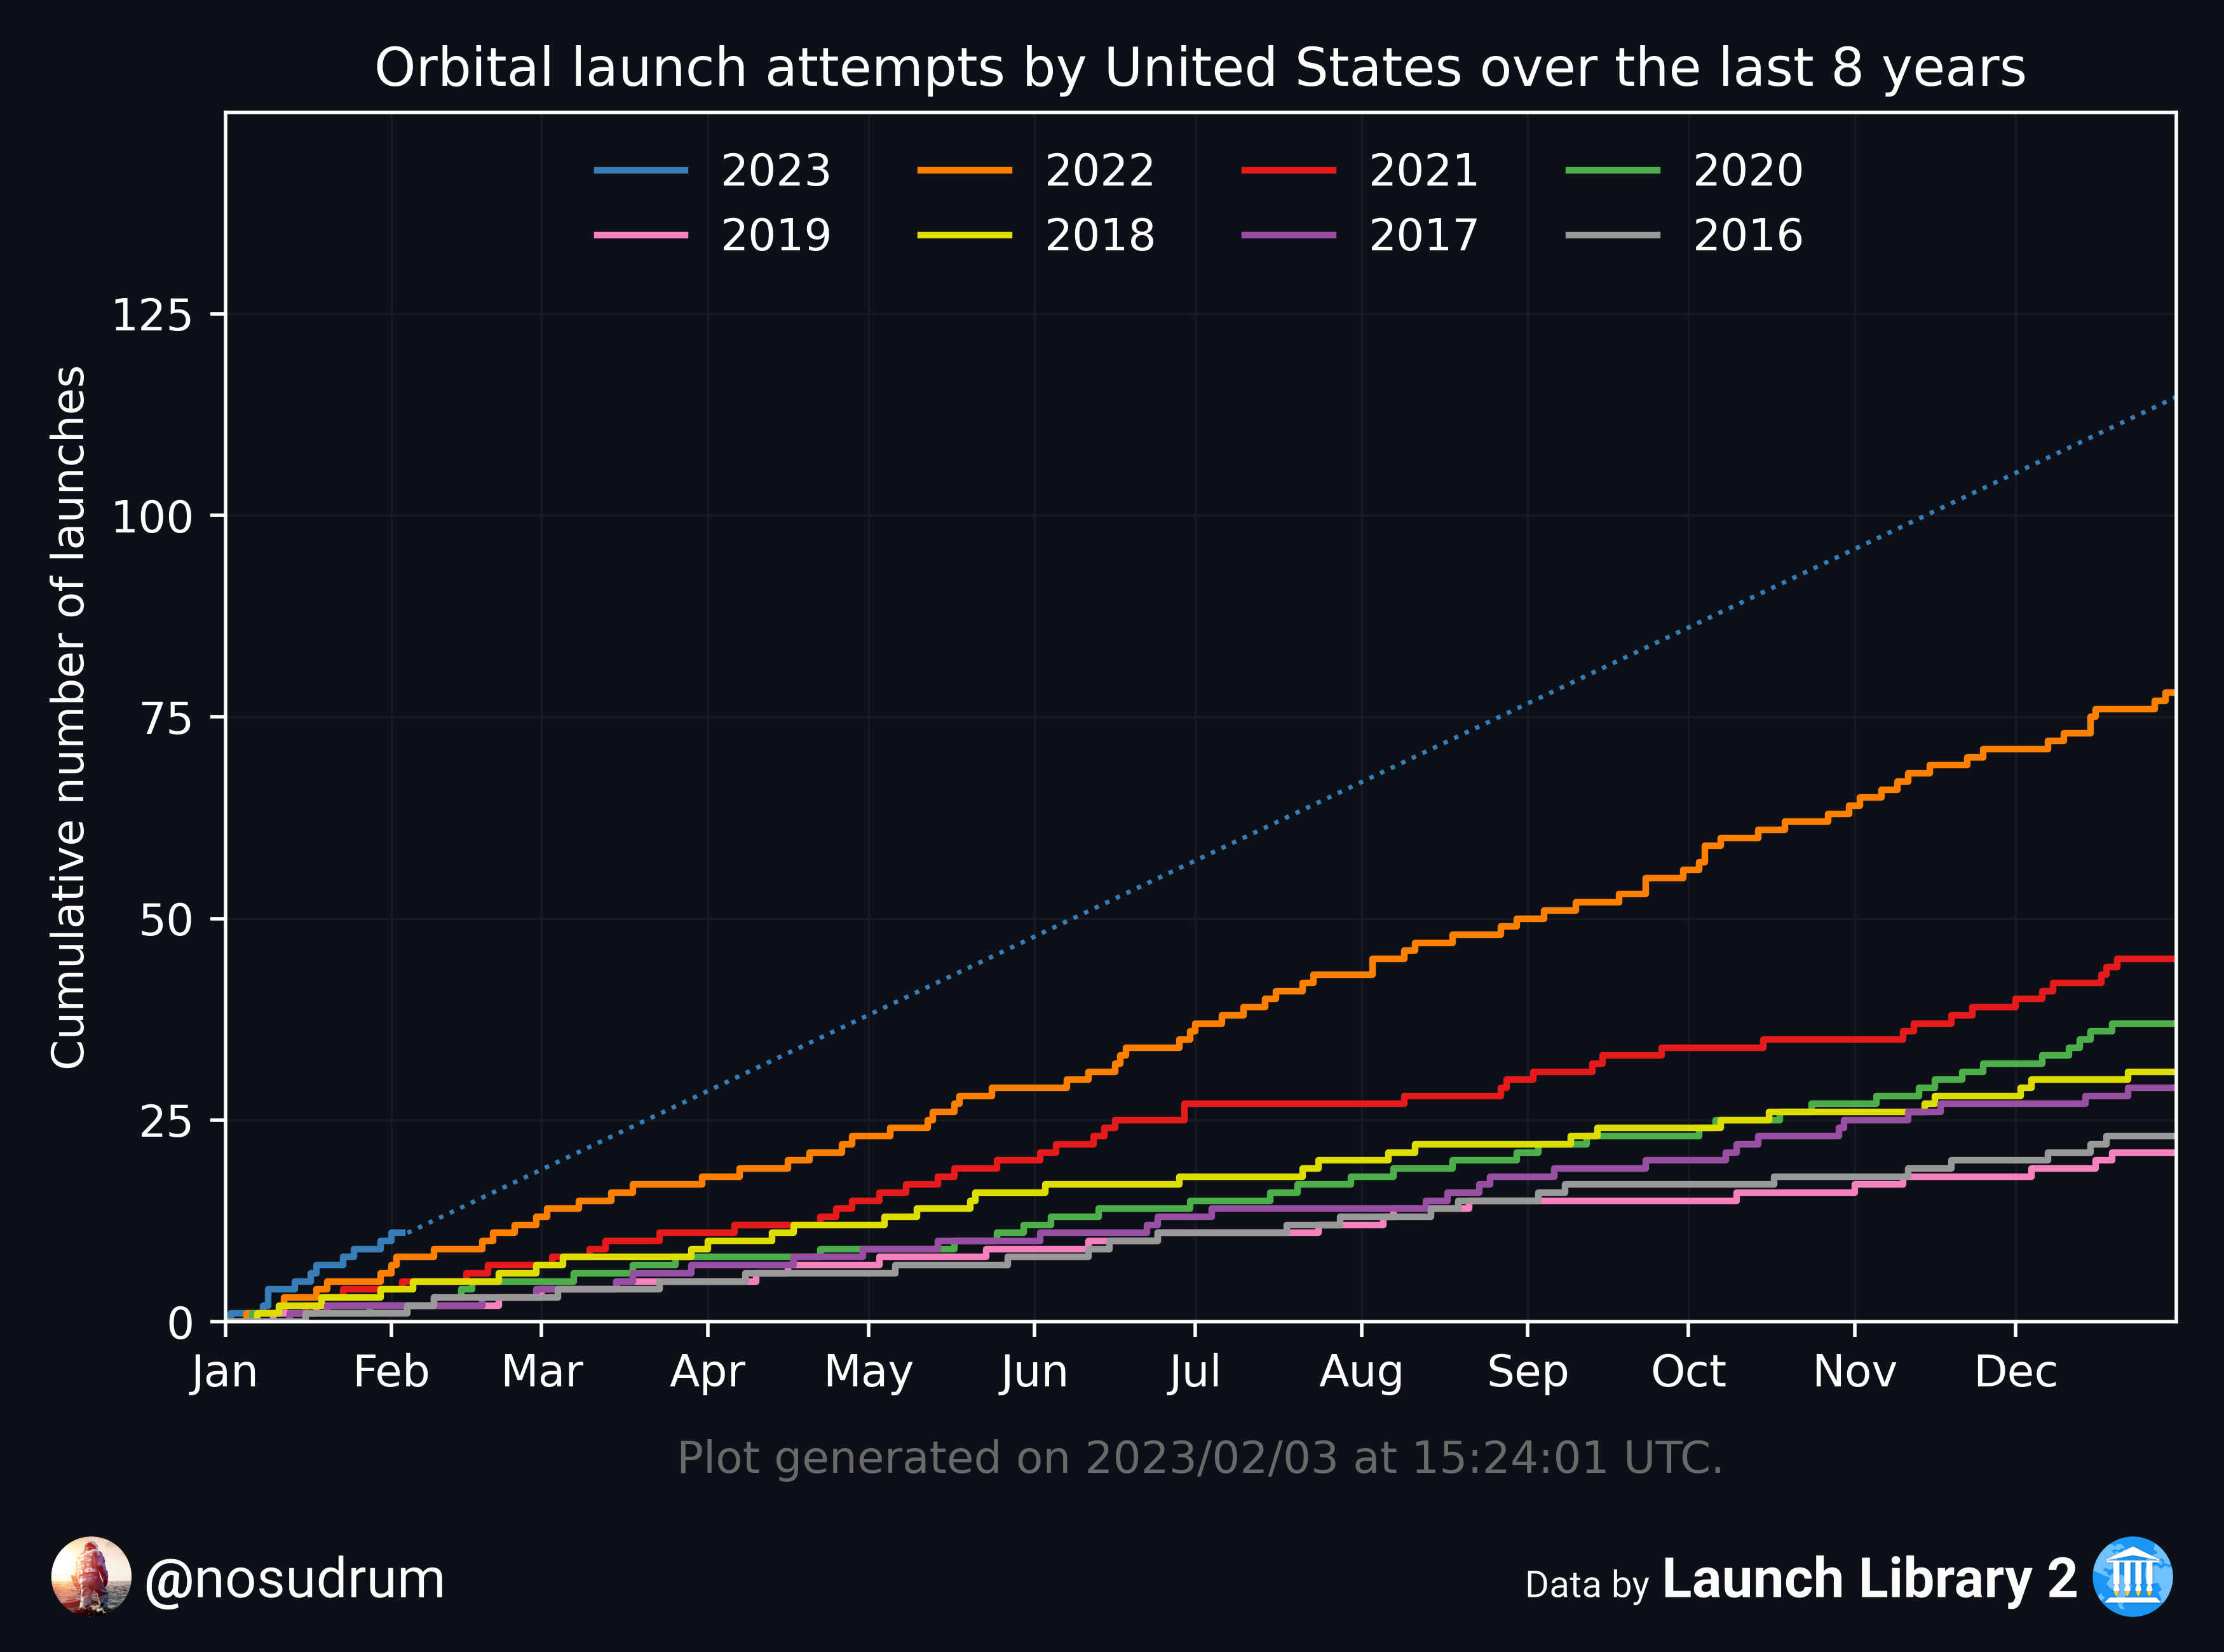 Orbital launch attempts by United States over the last 8 years
2023 2022 2021 2020
2019 2018 2017 2016
Cumulative number of launches
125
100
75
50
25
0
Jan Feb Mar Apr May Jun Jul Aug Sep Oct Nov Dec
Plot generated on 2023/02/03 at 15:24:01 UTC.
@nosudrum
Data by Launch Library 2